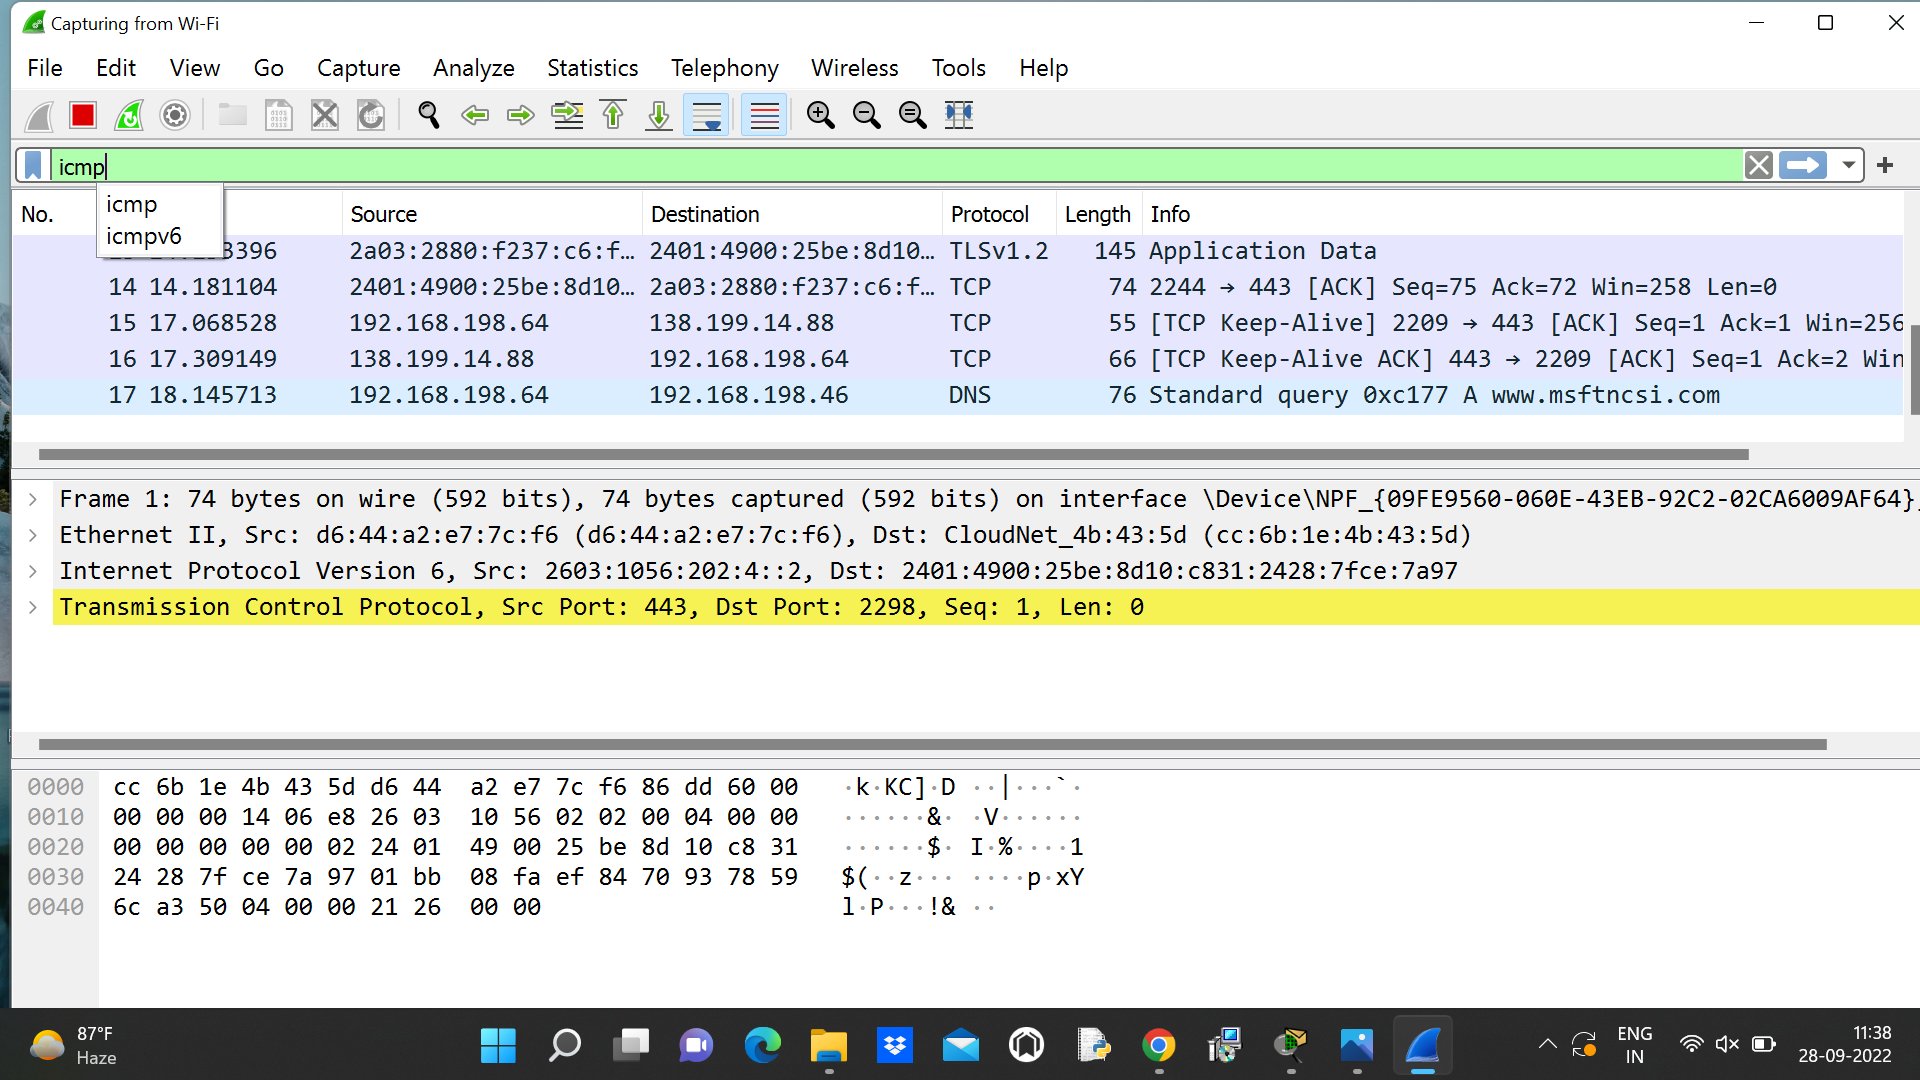 Capturing from Wi-Fi
File Edit View Go Capture Analyze Statistics Telephony Wireless Tools Help
icmp
icmp
icmpv6
No. Source Destination Protocol Length Info
3396 2a03:2880:f237:c6:f… 2401:4900:25be:8d10… TLSv1.2 145 Application Data
14 14.181104 2401:4900:25be:8d10… 2a03:2880:f237:c6:f… TCP 74 2244 → 443 [ACK] Seq=75 Ack=72 Win=258 Len=0
15 17.068528 192.168.198.64 138.199.14.88 TCP 55 [TCP Keep-Alive] 2209 → 443 [ACK] Seq=1 Ack=1 Win=256
16 17.309149 138.199.14.88 192.168.198.64 TCP 66 [TCP Keep-Alive ACK] 443 → 2209 [ACK] Seq=1 Ack=2 Win
17 18.145713 192.168.198.64 192.168.198.46 DNS 76 Standard query 0xc177 A www.msftncsi.com
Frame 1: 74 bytes on wire (592 bits), 74 bytes captured (592 bits) on interface \Device\NPF_{09FE9560-060E-43EB-92C2-02CA6009AF64}
Ethernet II, Src: d6:44:a2:e7:7c:f6 (d6:44:a2:e7:7c:f6), Dst: CloudNet_4b:43:5d (cc:6b:1e:4b:43:5d)
Internet Protocol Version 6, Src: 2603:1056:202:4::2, Dst: 2401:4900:25be:8d10:c831:2428:7fce:7a97
Transmission Control Protocol, Src Port: 443, Dst Port: 2298, Seq: 1, Len: 0
0000 cc 6b 1e 4b 43 5d d6 44 a2 e7 7c f6 86 dd 60 00 ·k·KC]·D ··|···`·
0010 00 00 00 14 06 e8 26 03 10 56 02 02 00 04 00 00 ······&· ·V······
0020 00 00 00 00 00 02 24 01 49 00 25 be 8d 10 c8 31 ······$· I·%····1
0030 24 28 7f ce 7a 97 01 bb 08 fa ef 84 70 93 78 59 $(··z··· ····p·xY
0040 6c a3 50 04 00 00 21 26 00 00 l·P···!& ··
87°F
Haze
ENG
IN
11:38
28-09-2022